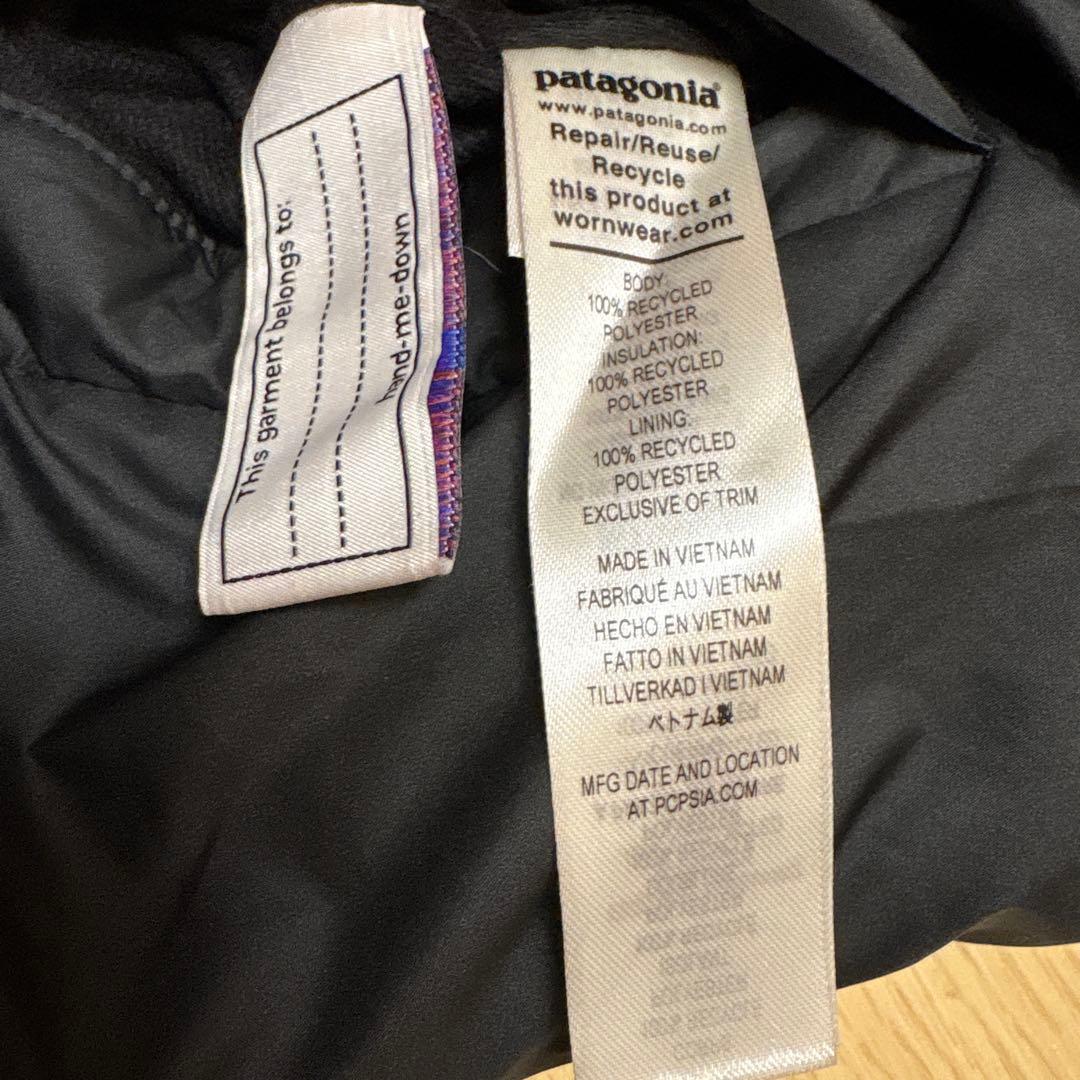 This garment belongs to:
hand-me-down
patagonia®
www.patagonia.com
Repair/Reuse/
Recycle
this product at
wornwear.com
BODY:
100% RECYCLED
POLYESTER
INSULATION:
100% RECYCLED
POLYESTER
LINING:
100% RECYCLED
POLYESTER
EXCLUSIVE OF TRIM
MADE IN VIETNAM
FABRIQUÉ AU VIETNAM
HECHO EN VIETNAM
FATTO IN VIETNAM
TILLVERKAD I VIETNAM
ベトナム製
MFG DATE AND LOCATION
AT PCPSIA.COM